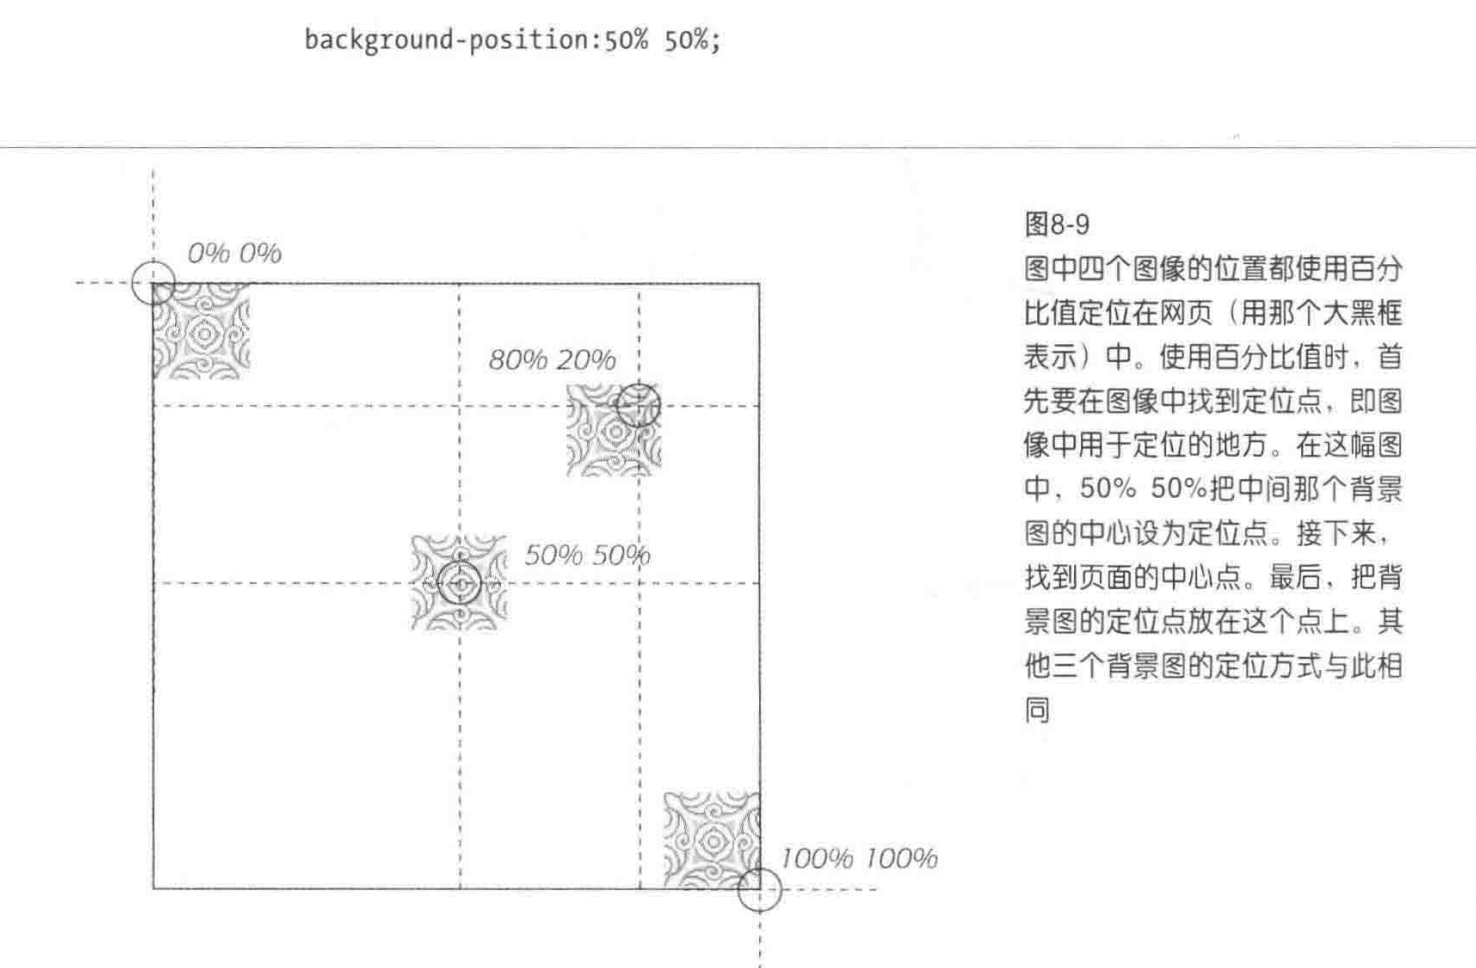 background-position:50% 50%;
0% 0%
80% 20%
50% 50%
100% 100%
图8-9
图中四个图像的位置都使用百分
比值定位在网页（用那个大黑框
表示）中。使用百分比值时，首
先要在图像中找到定位点，即图
像中用于定位的地方。在这幅图
中，50% 50%把中间那个背景
图的中心设为定位点。接下来，
找到页面的中心点。最后，把背
景图的定位点放在这个点上。其
他三个背景图的定位方式与此相
同